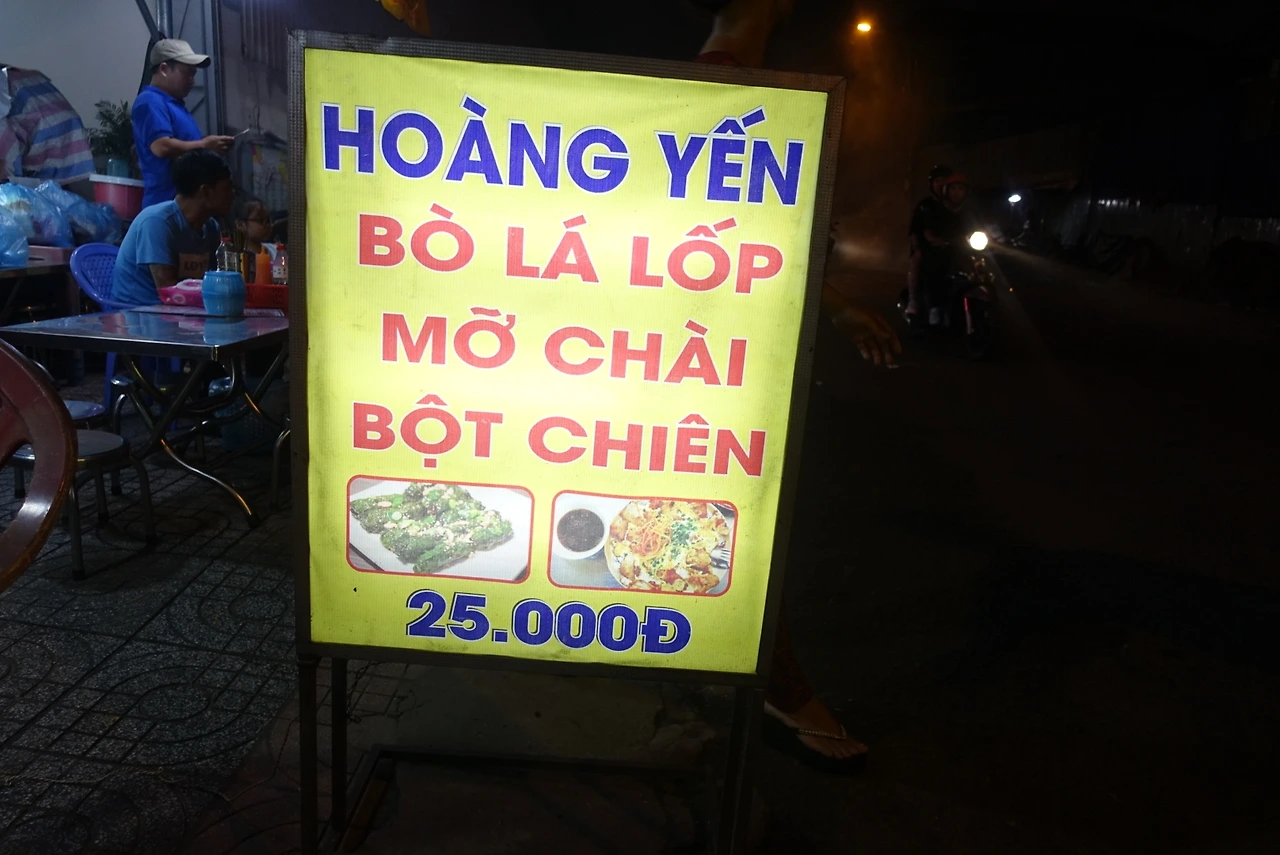 HOÀNG YẾN
BÒ LÁ LỐP
MỠ CHÀI
BỘT CHIÊN
25.000Đ